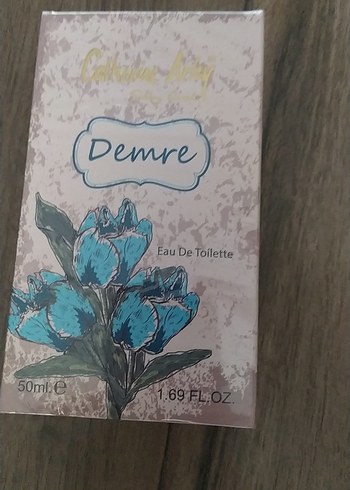 Catherine Arley
Demre
Eau De Toilette
50ml. e
1.69 FL.OZ.